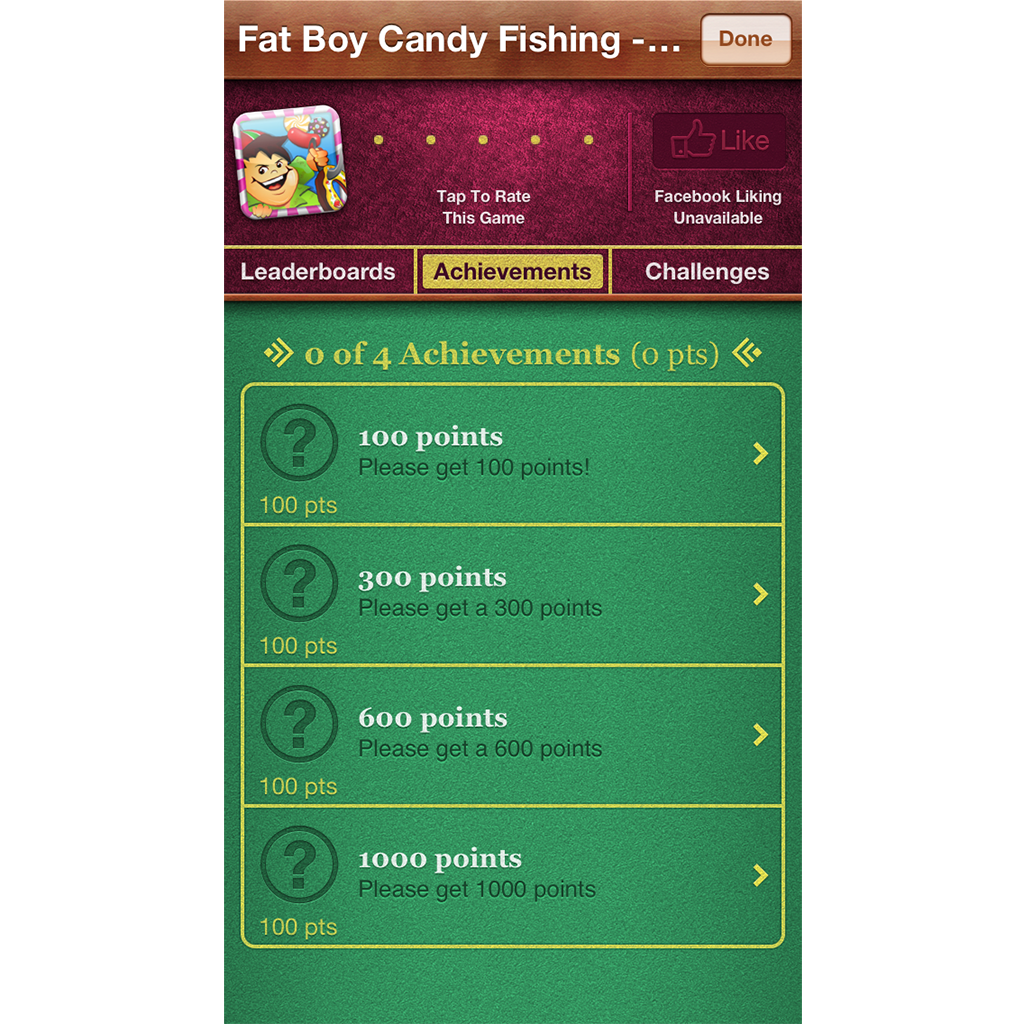 Fat Boy Candy Fishing -...
Done
Like
Tap To Rate
This Game
Facebook Liking
Unavailable
Leaderboards
Achievements
Challenges
0 of 4 Achievements (0 pts)
?
100 points
Please get 100 points!
100 pts
?
300 points
Please get a 300 points
100 pts
?
600 points
Please get a 600 points
100 pts
?
1000 points
Please get 1000 points
100 pts